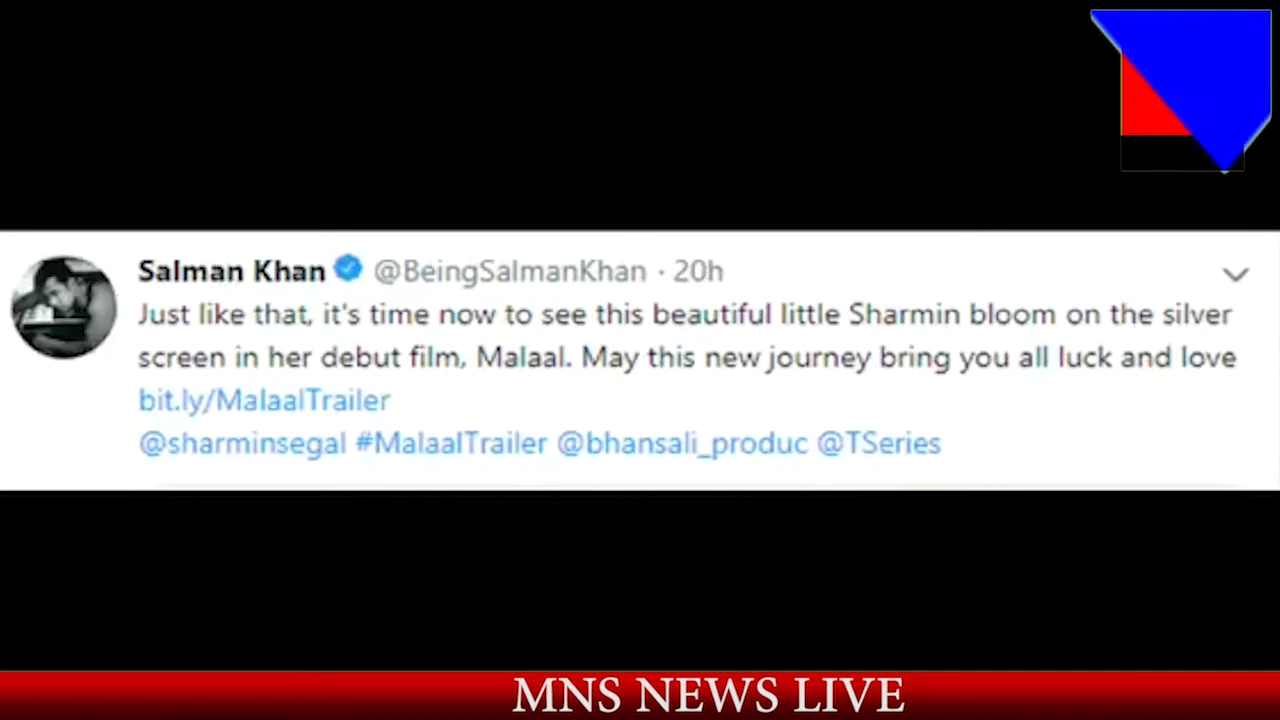 Salman Khan @BeingSalmanKhan · 20h
Just like that, it's time now to see this beautiful little Sharmin bloom on the silver
screen in her debut film, Malaal. May this new journey bring you all luck and love
bit.ly/MalaalTrailer
@sharminsegal #MalaalTrailer @bhansali_produc @TSeries
MNS NEWS LIVE